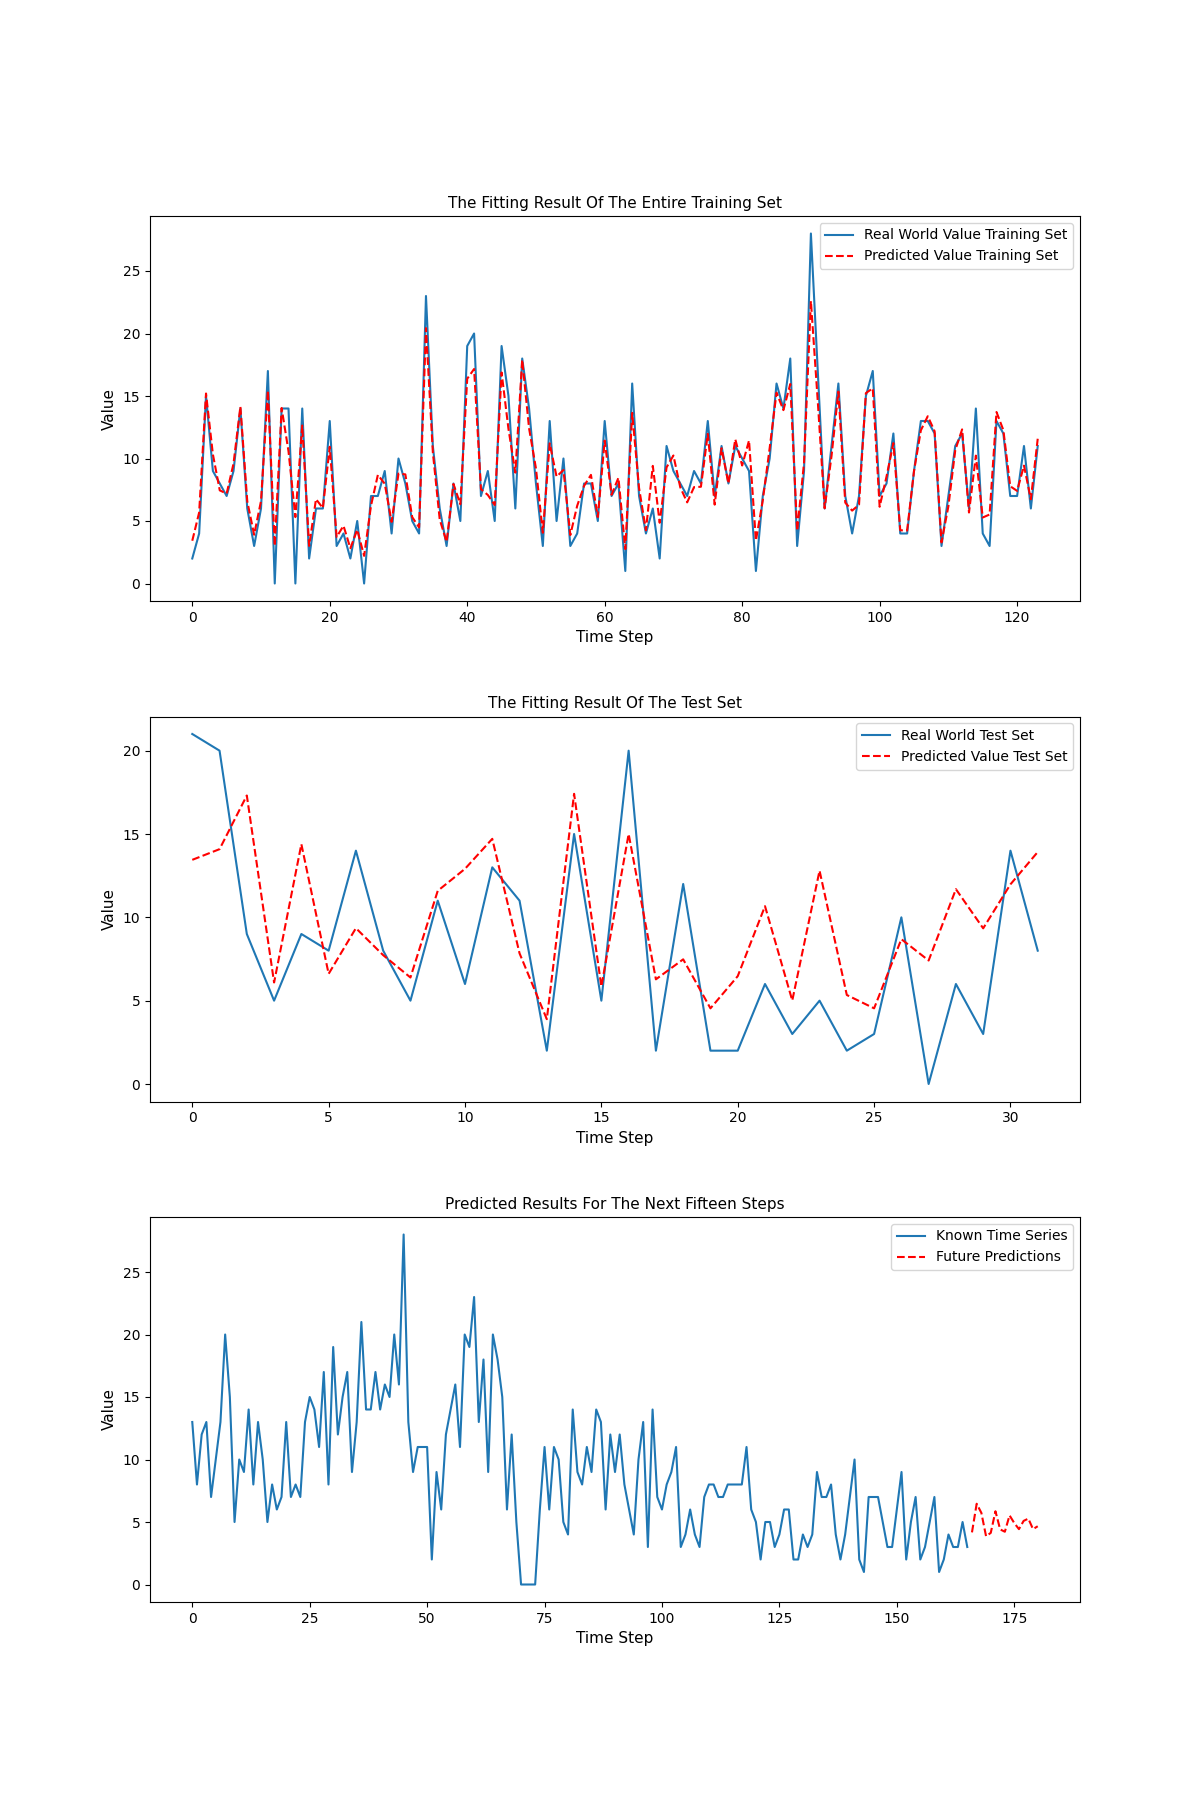 The Fitting Result Of The Entire Training Set
Real World Value Training Set
Predicted Value Training Set
Value
25
20
15
10
5
0
0 20 40 60 80 100 120
Time Step
The Fitting Result Of The Test Set
Real World Test Set
Predicted Value Test Set
Value
20
15
10
5
0
0 5 10 15 20 25 30
Time Step
Predicted Results For The Next Fifteen Steps
Known Time Series
Future Predictions
Value
25
20
15
10
5
0
0 25 50 75 100 125 150 175
Time Step